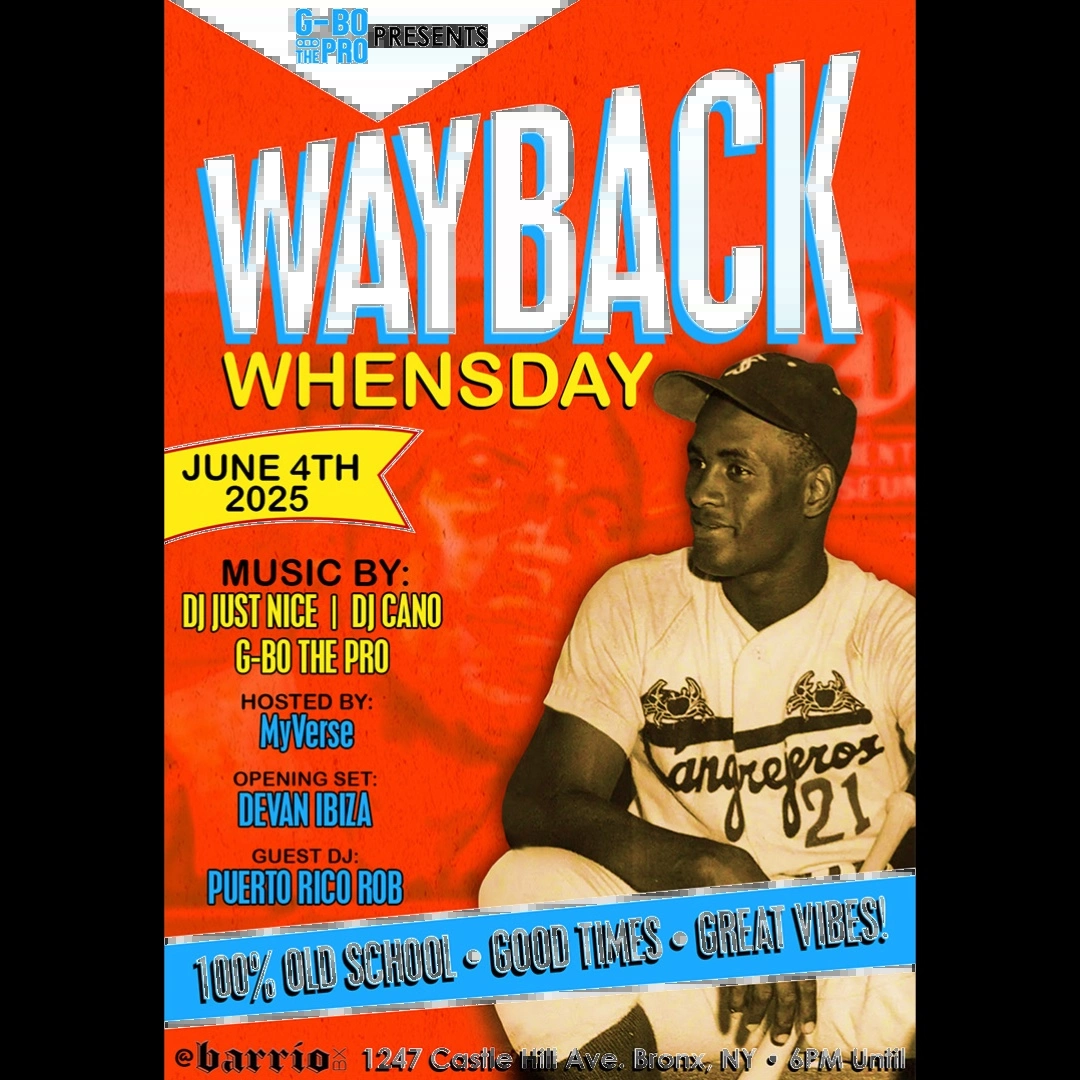 G-BO
THE PRO PRESENTS
WAYBACK
WHENSDAY
JUNE 4TH
2025
MUSIC BY:
DJ JUST NICE | DJ CANO
G-BO THE PRO
HOSTED BY:
MyVerse
OPENING SET:
DEVAN IBIZA
GUEST DJ:
PUERTO RICO ROB
Cangrejeros
21
100% OLD SCHOOL • GOOD TIMES • GREAT VIBES!
@barrioBX 1247 Castle Hill Ave. Bronx, NY • 6PM Until